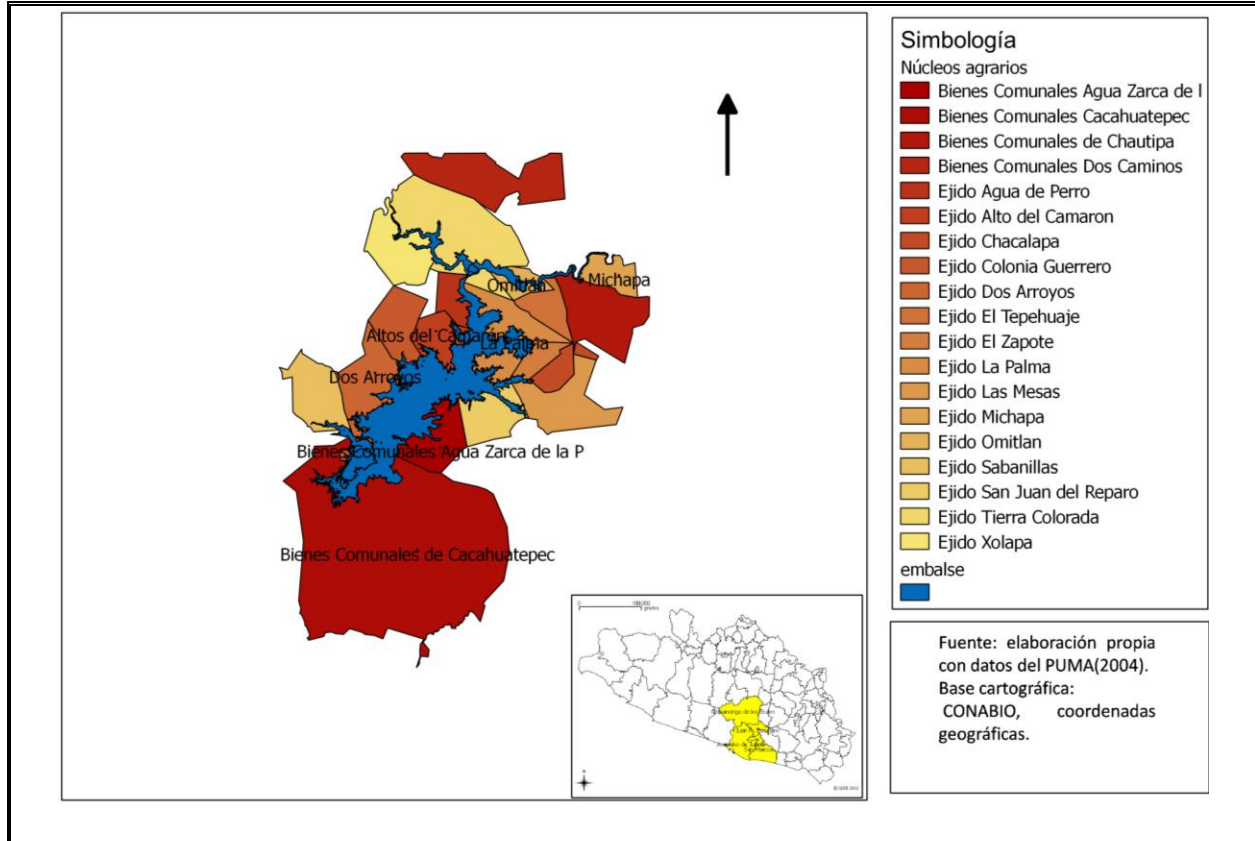 Omitlan
Michapa
Altos del Camarón
La Palma
Dos Arroyos
Bienes Comunales Agua Zarca de la P
Bienes Comunales de Cacahuatepec
Simbología
Núcleos agrarios
Bienes Comunales Agua Zarca de l
Bienes Comunales Cacahuatepec
Bienes Comunales de Chautipa
Bienes Comunales Dos Caminos
Ejido Agua de Perro
Ejido Alto del Camaron
Ejido Chacalapa
Ejido Colonia Guerrero
Ejido Dos Arroyos
Ejido El Tepehuaje
Ejido El Zapote
Ejido La Palma
Ejido Las Mesas
Ejido Michapa
Ejido Omitlan
Ejido Sabanillas
Ejido San Juan del Reparo
Ejido Tierra Colorada
Ejido Xolapa
embalse
Fuente: elaboración propia
con datos del PUMA(2004).
Base cartográfica:
CONABIO, coordenadas
geográficas.